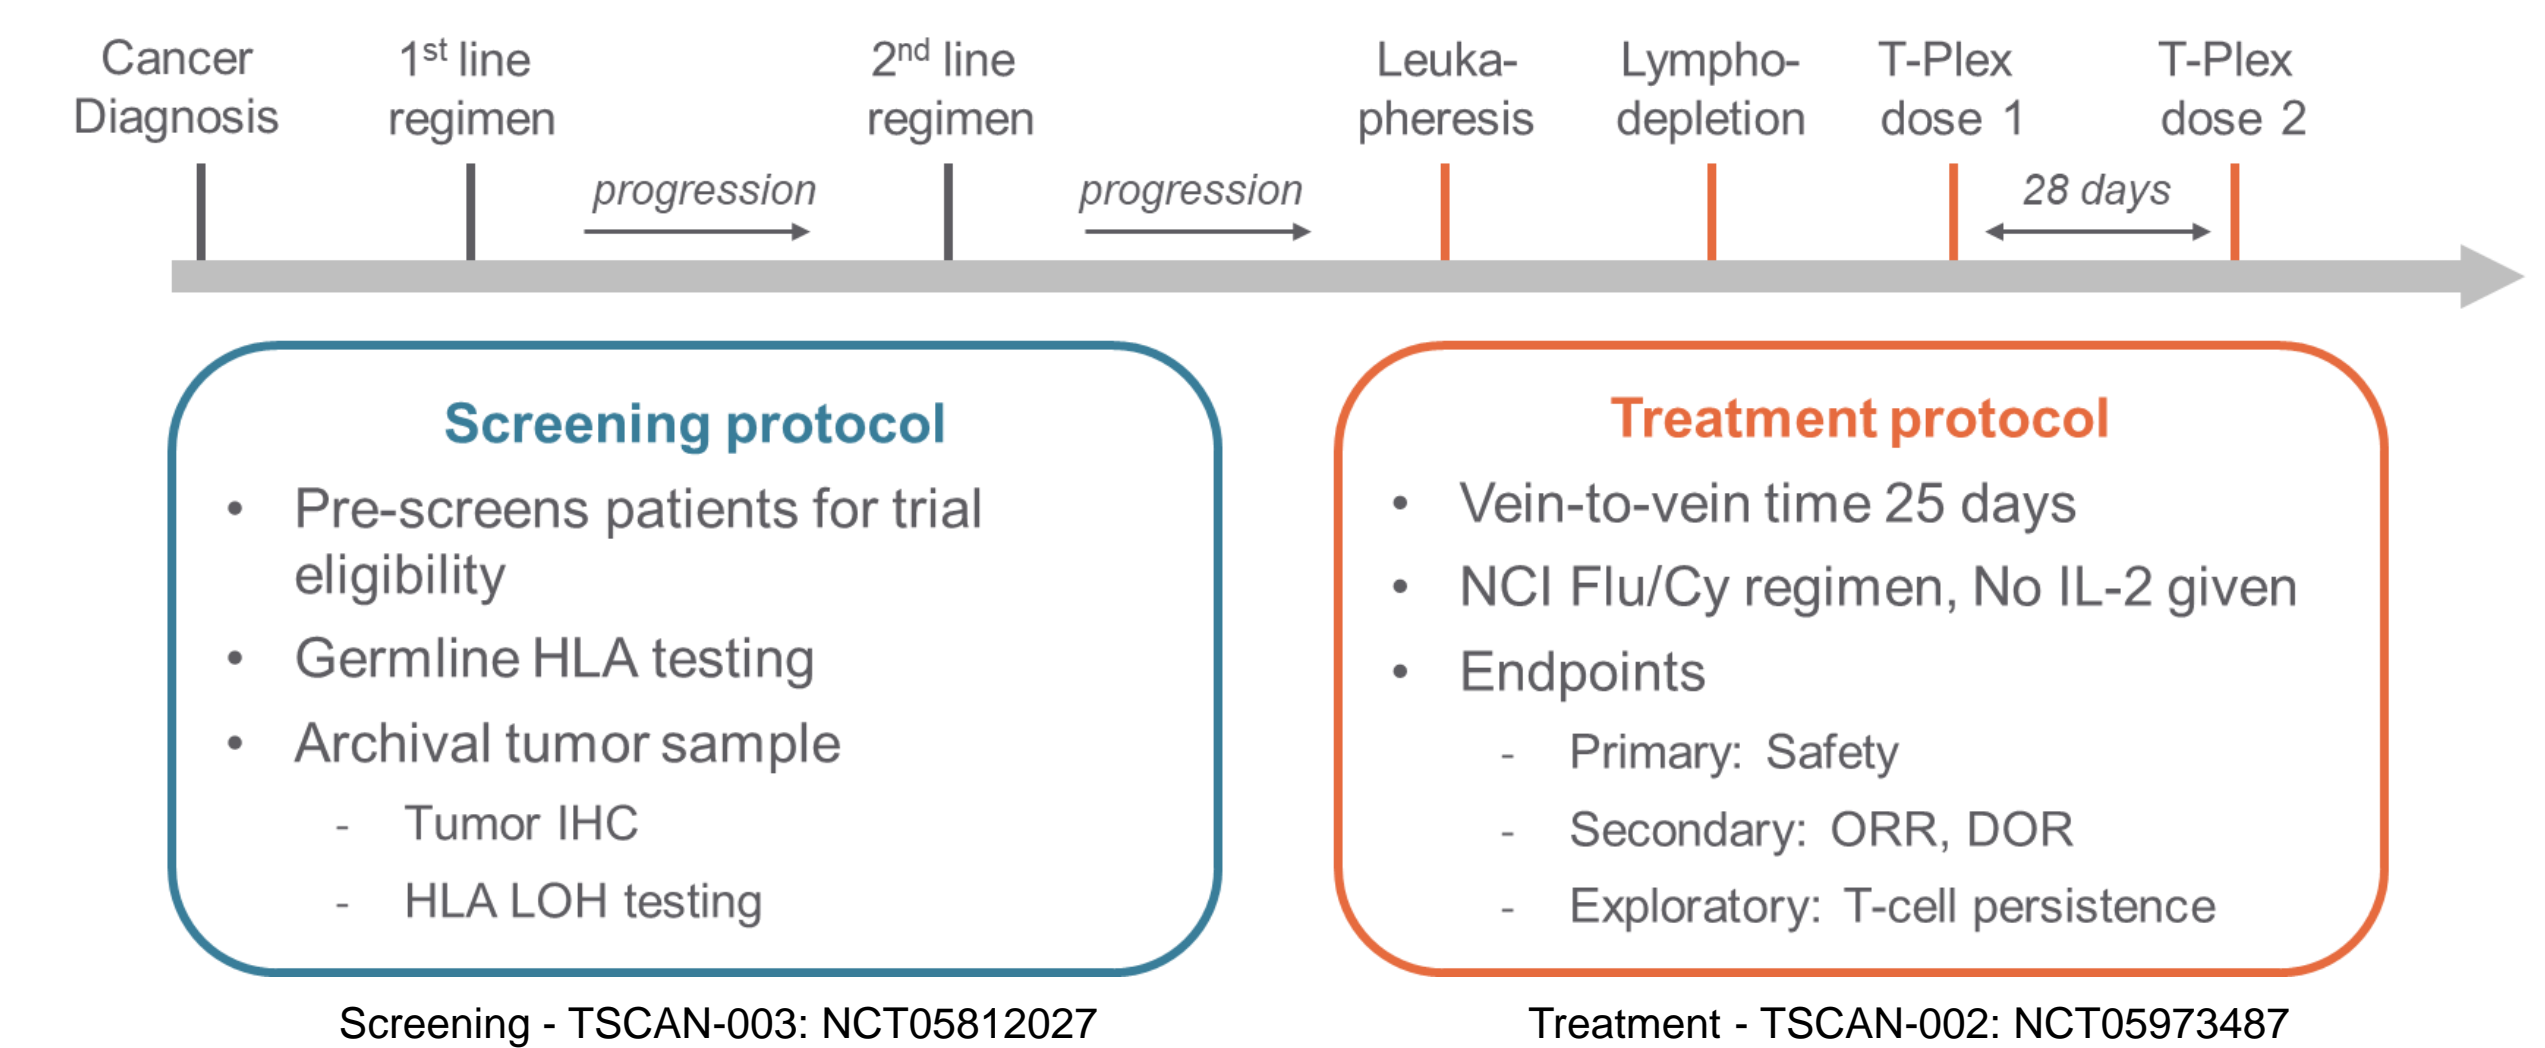 Cancer
Diagnosis
1st line
regimen
progression
2nd line
regimen
progression
Leuka-
pheresis
Lympho-
depletion
T-Plex
dose 1
28 days
T-Plex
dose 2
Screening protocol
• Pre-screens patients for trial
eligibility
• Germline HLA testing
• Archival tumor sample
- Tumor IHC
- HLA LOH testing
Screening - TSCAN-003: NCT05812027
Treatment protocol
• Vein-to-vein time 25 days
• NCI Flu/Cy regimen, No IL-2 given
• Endpoints
- Primary: Safety
- Secondary: ORR, DOR
- Exploratory: T-cell persistence
Treatment - TSCAN-002: NCT05973487